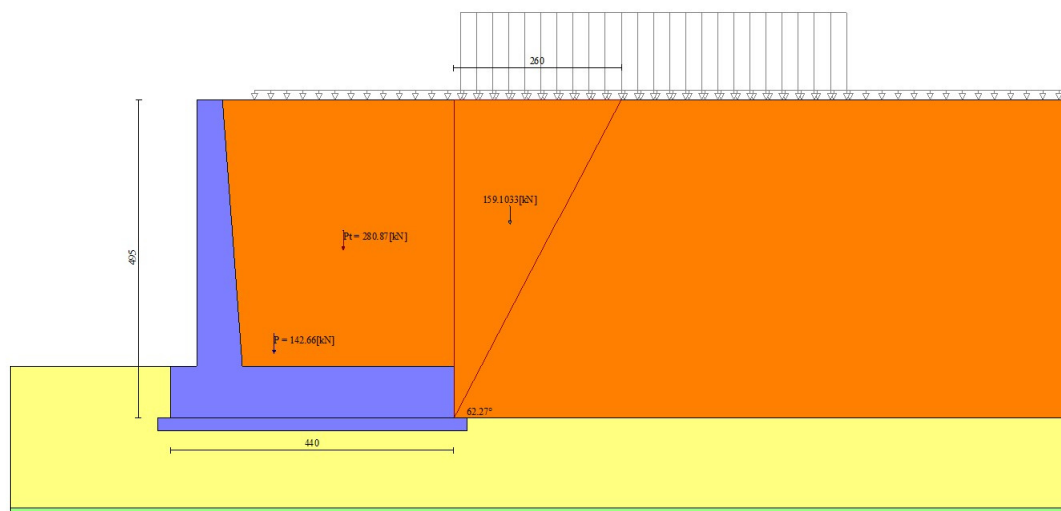 260
159.1033[kN]
Pt = 280.87[kN]
495
P = 142.66[kN]
62.27°
440